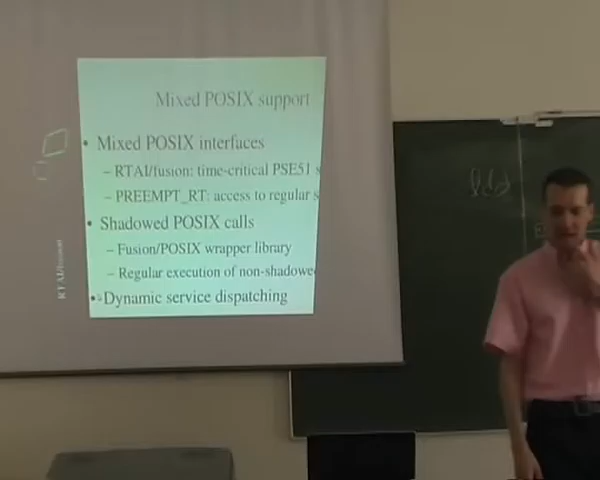 Mixed POSIX support
• Mixed POSIX interfaces
– RTAI/fusion: time-critical PSE51 s
– PREEMPT_RT: access to regular s
• Shadowed POSIX calls
– Fusion/POSIX wrapper library
– Regular execution of non-shadowe
• Dynamic service dispatching
RTAI/fusion
ldd